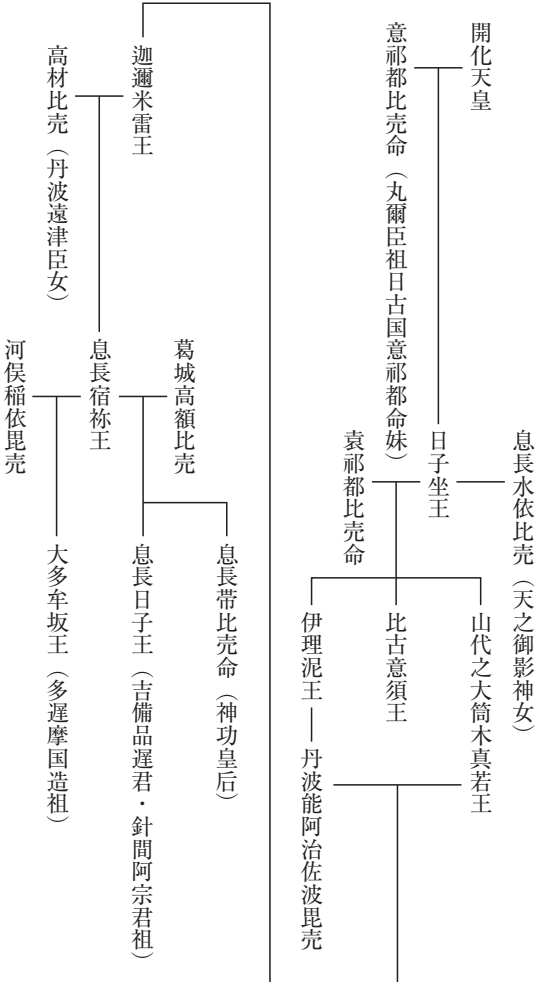 開化天皇
意祁都比売命（丸爾臣祖日古国意祁都命妹）
息長水依比売（天之御影神女）
日子坐王
袁祁都比売命
山代之大筒木真若王
比古意須王
伊理泥王
丹波能阿治佐波毘売
迦邇米雷王
高材比売（丹波遠津臣女）
葛城高額比売
息長宿祢王
河俣稲依毘売
息長帯比売命（神功皇后）
息長日子王（吉備品遅君・針間阿宗君祖）
大多牟坂王（多遅摩国造祖）